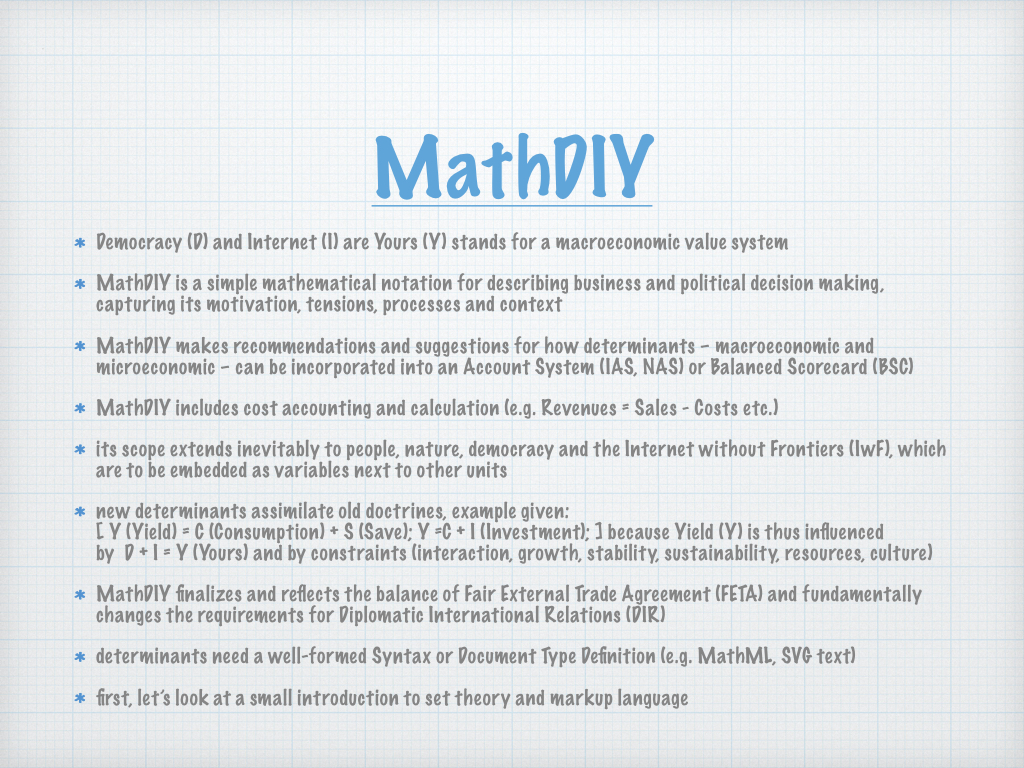 MathDIY
* Democracy (D) and Internet (I) are Yours (Y) stands for a macroeconomic value system
* MathDIY is a simple mathematical notation for describing business and political decision making,
capturing its motivation, tensions, processes and context
* MathDIY makes recommendations and suggestions for how determinants – macroeconomic and
microeconomic – can be incorporated into an Account System (IAS, NAS) or Balanced Scorecard (BSC)
* MathDIY includes cost accounting and calculation (e.g. Revenues = Sales - Costs etc.)
* its scope extends inevitably to people, nature, democracy and the Internet without Frontiers (IwF), which
are to be embedded as variables next to other units
* new determinants assimilate old doctrines, example given:
[ Y (Yield) = C (Consumption) + S (Save); Y =C + I (Investment); ] because Yield (Y) is thus influenced
by  D + I = Y (Yours) and by constraints (interaction, growth, stability, sustainability, resources, culture)
* MathDIY finalizes and reflects the balance of Fair External Trade Agreement (FETA) and fundamentally
changes the requirements for Diplomatic International Relations (DIR)
* determinants need a well-formed Syntax or Document Type Definition (e.g. MathML, SVG text)
* first, let's look at a small introduction to set theory and markup language